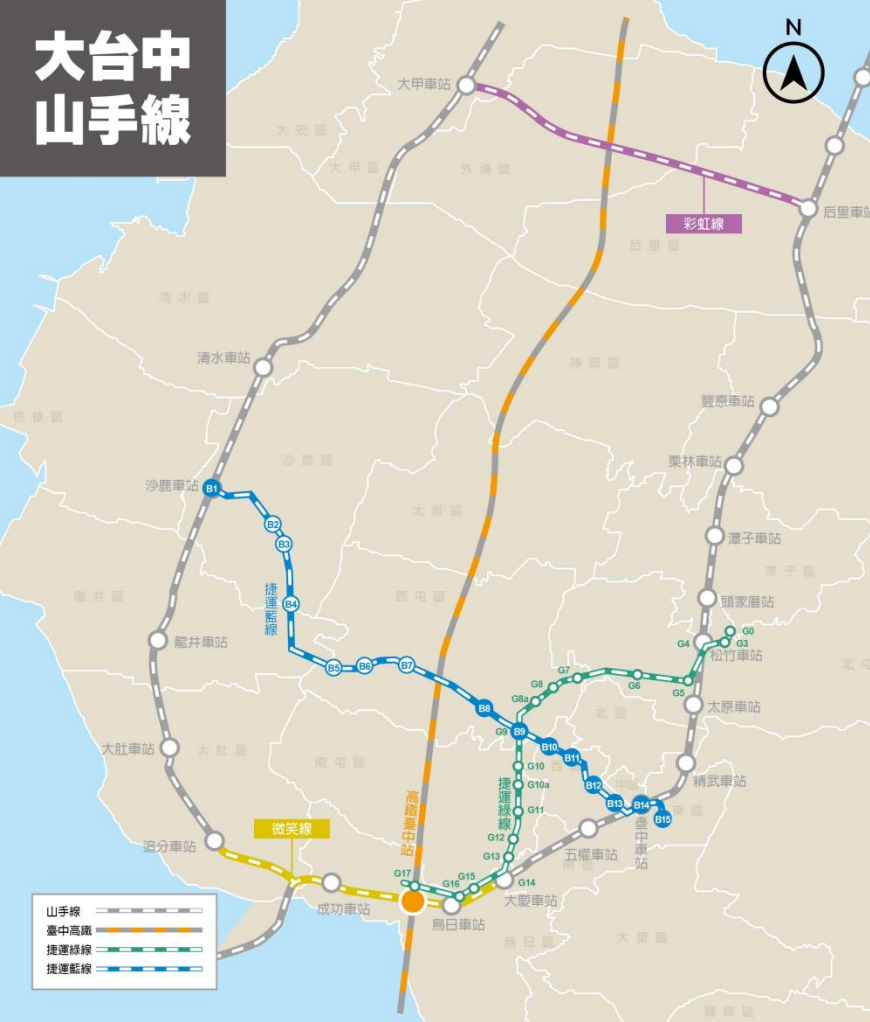 大台中
山手線
N
大甲車站
大安區
大甲區
外埔區
彩虹線
后里車站
后里區
清水區
清水車站
神岡區
豐原車站
梧棲區
沙鹿區
栗林車站
沙鹿車站
B1
大雅區
B2
B3
潭子車站
潭子區
捷運藍線
B4
龍井區
西屯區
頭家厝站
G0
G3
G4
松竹車站
龍井車站
北屯
B5
B6
B7
G7
G8
G6
G5
G8a
太原車站
B8
北區
G9
B9
大肚車站
大肚區
南屯區
B10
B11
西
G10
精武車站
G10a
捷運綠線
B12
中區
高鐵臺中站
G11
B13
B14
東區
B15
微笑線
追分車站
G12
五權車站
臺中車站
G13
南區
G17
G16
G15
G14
成功車站
烏日車站
大慶車站
烏日區
大里區
霧峰區
山手線
臺中高鐵
捷運綠線
捷運藍線